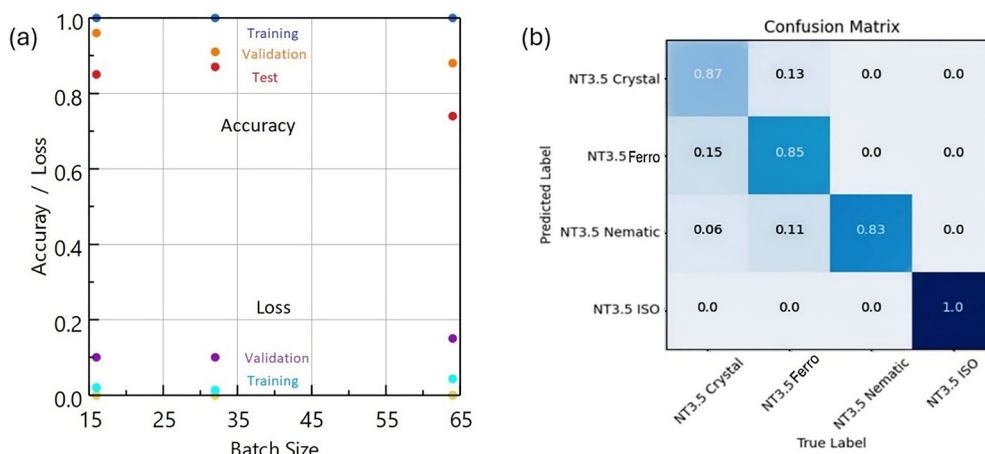 (a)
1.0
0.8
0.6
0.4
0.2
0.0
Accuray / Loss
Training
Validation
Test
Accuracy
Loss
Validation
Training
15 25 35 45 55 65
Batch Size
(b)
Confusion Matrix
Predicted Label
NT3.5 Crystal 0.87 0.13 0.0 0.0
NT3.5 Ferro 0.15 0.85 0.0 0.0
NT3.5 Nematic 0.06 0.11 0.83 0.0
NT3.5 ISO 0.0 0.0 0.0 1.0
NT3.5 Crystal NT3.5 Ferro NT3.5 Nematic NT3.5 ISO
True Label